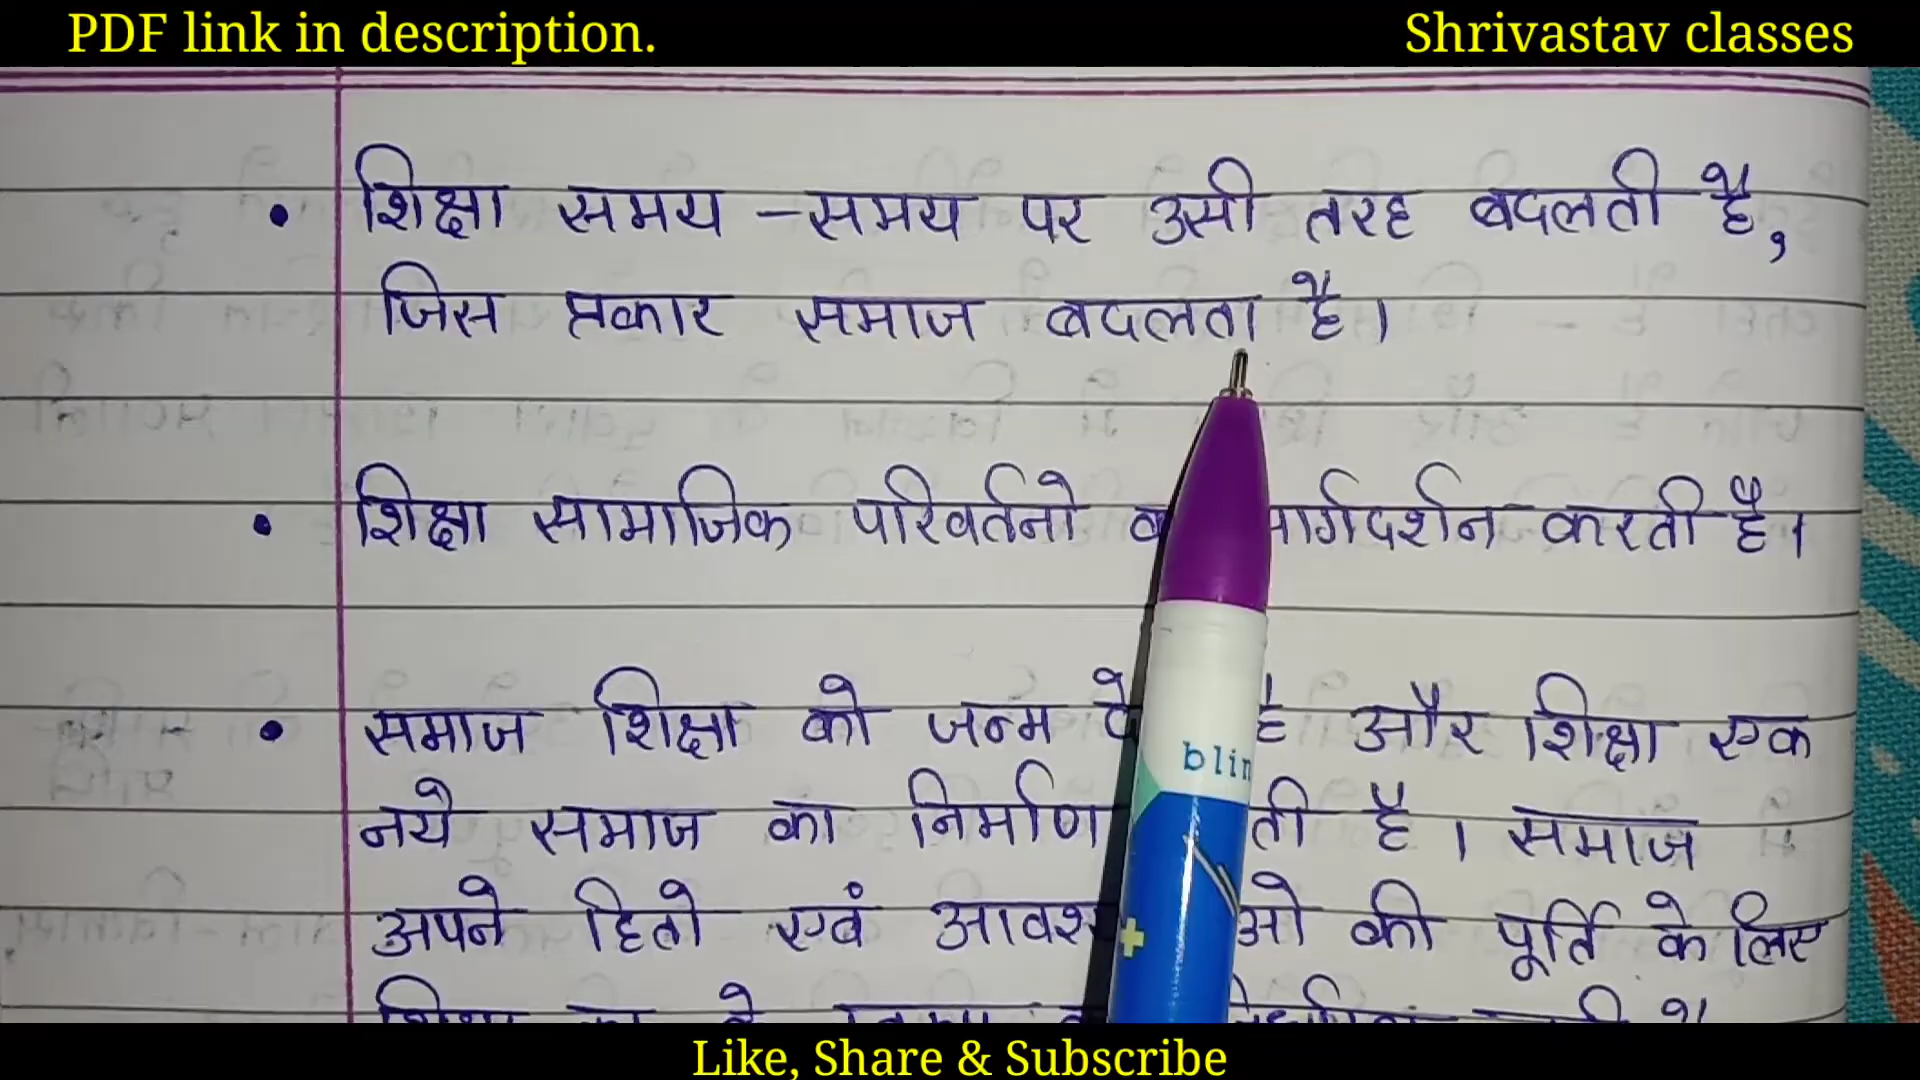 PDF link in description.
Shrivastav classes
• शिक्षा समय - समय पर उसी तरह बदलती है,
जिस प्रकार समाज बदलता है।
• शिक्षा सामाजिक परिवर्तनो मार्गदर्शन करती है।
• समाज शिक्षा को जन्म है और शिक्षा एक
नये समाज का निर्माण है। समाज
अपने हितो एवं की पूर्ति के लिए
blin
Like, Share & Subscribe